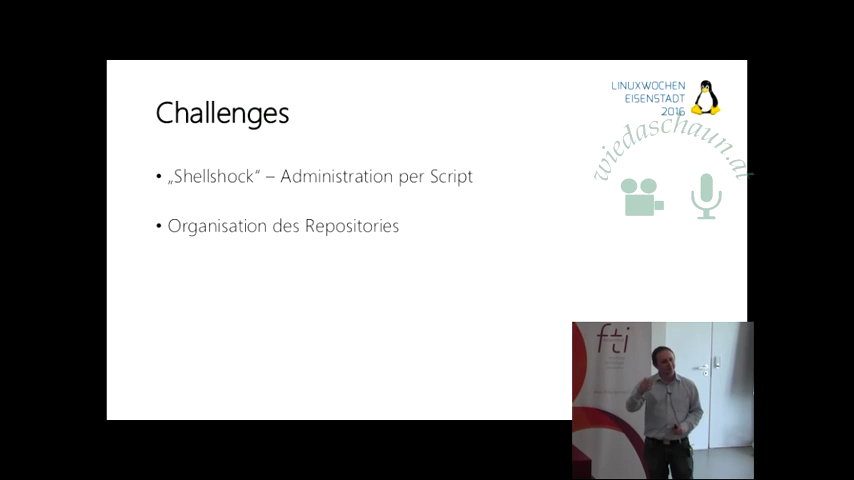 Challenges
LINUXWOCHEN
EISENSTADT
2016
wiedaschaun.at
• „Shellshock“ – Administration per Script
• Organisation des Repositories
fti